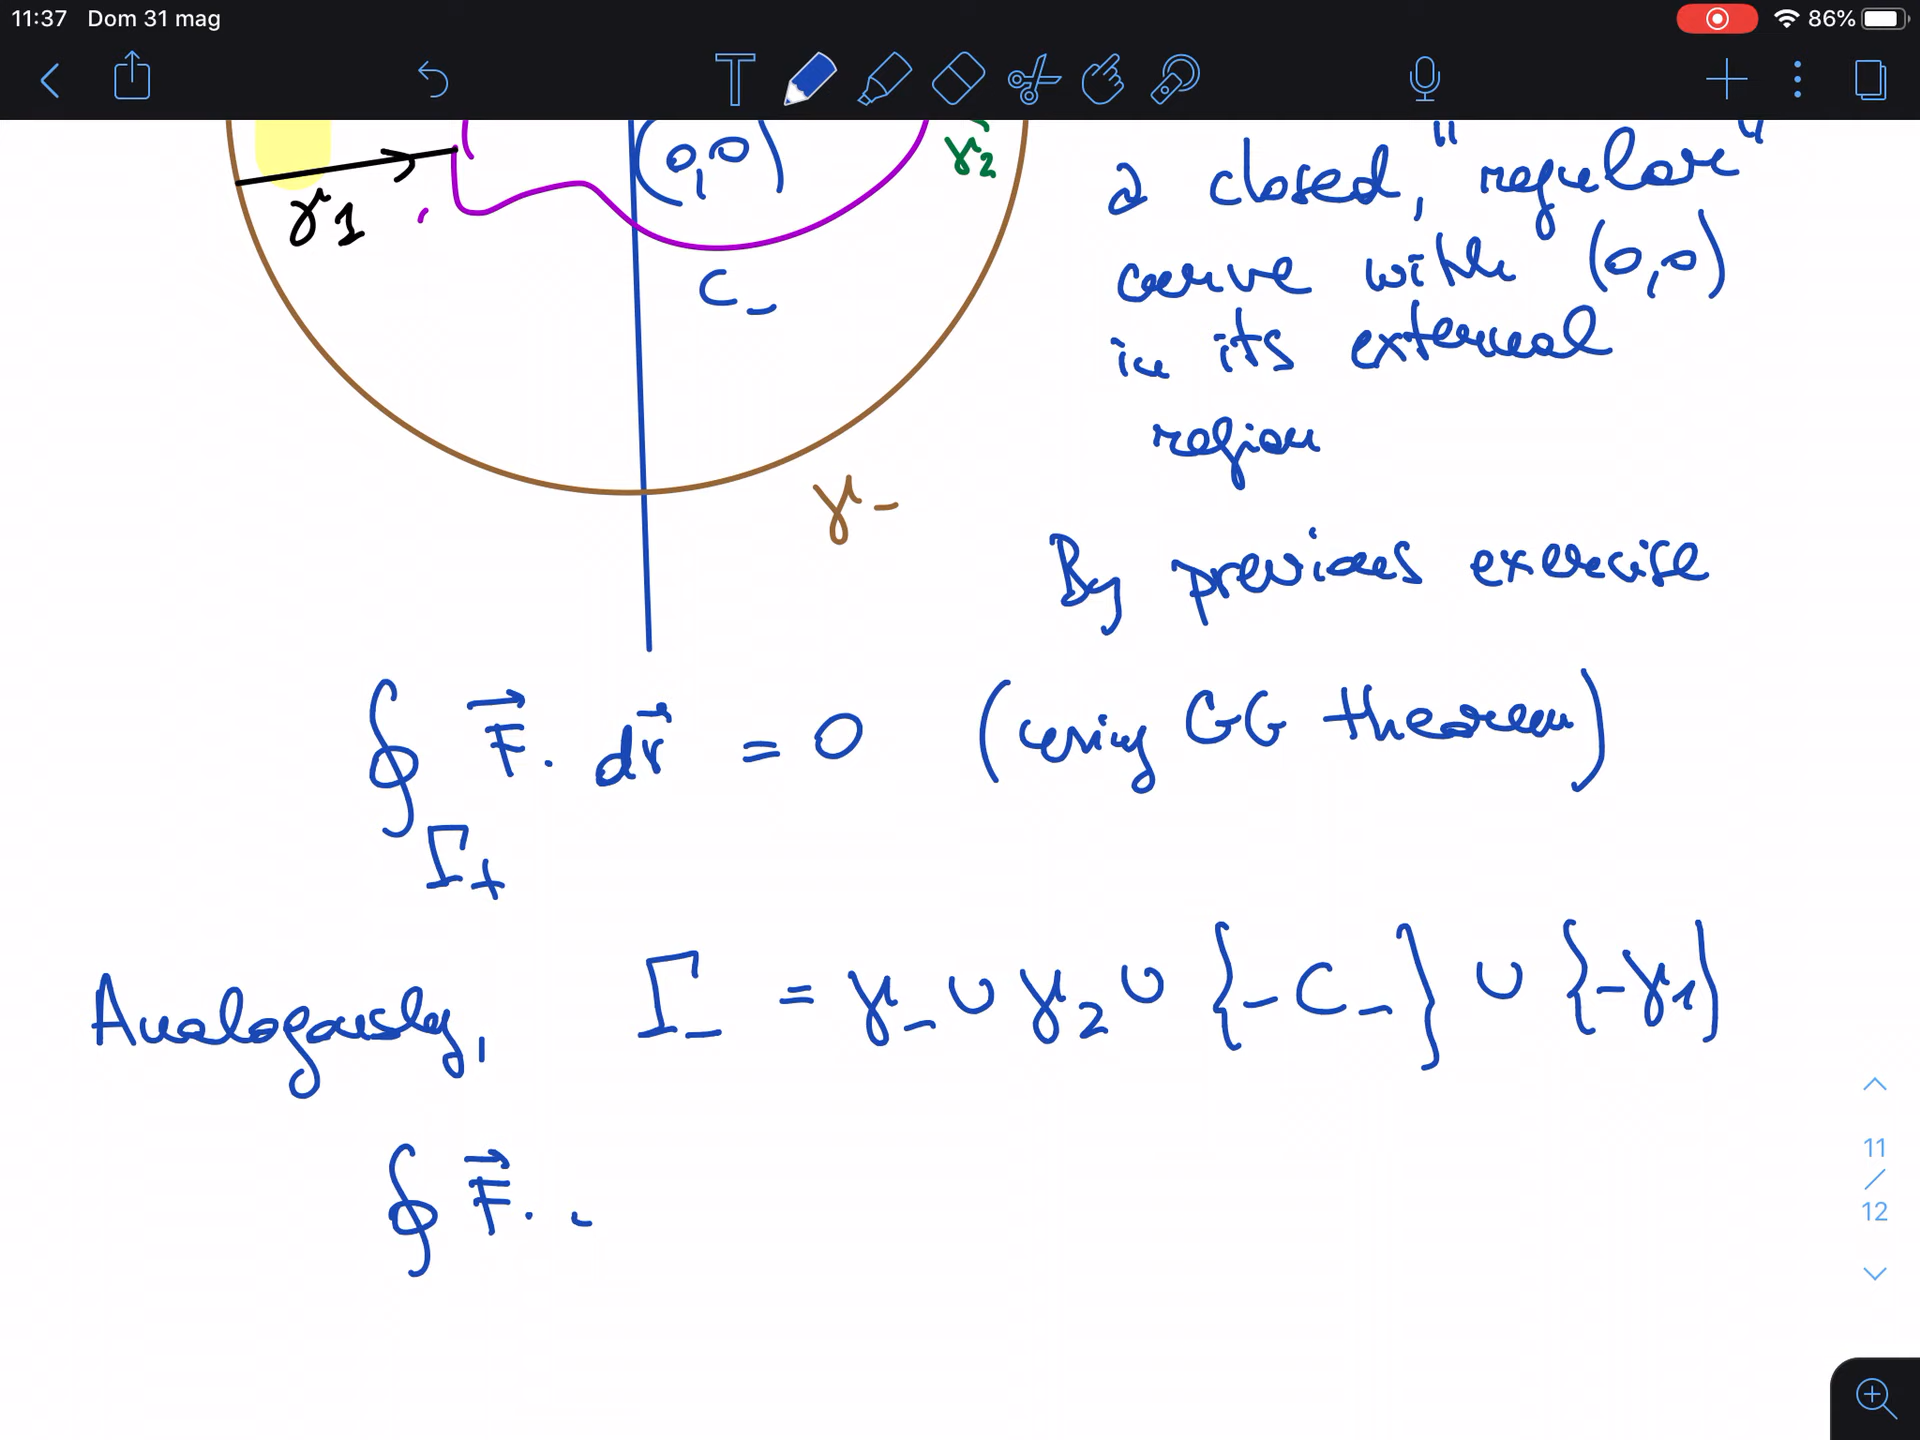 11:37 Dom 31 mag 86%
(0,0) γ2
γ1
C_
γ_
a closed, "regular"
curve with (0,0)
in its external
region
By previous exercise
∮ F⃗ · dr⃗ = 0 (using GG theorem)
Γ+
Analogously, Γ_ = γ_ ∪ γ2 ∪ {-C_} ∪ {-γ1}
∮ F⃗ ·
11
/
12